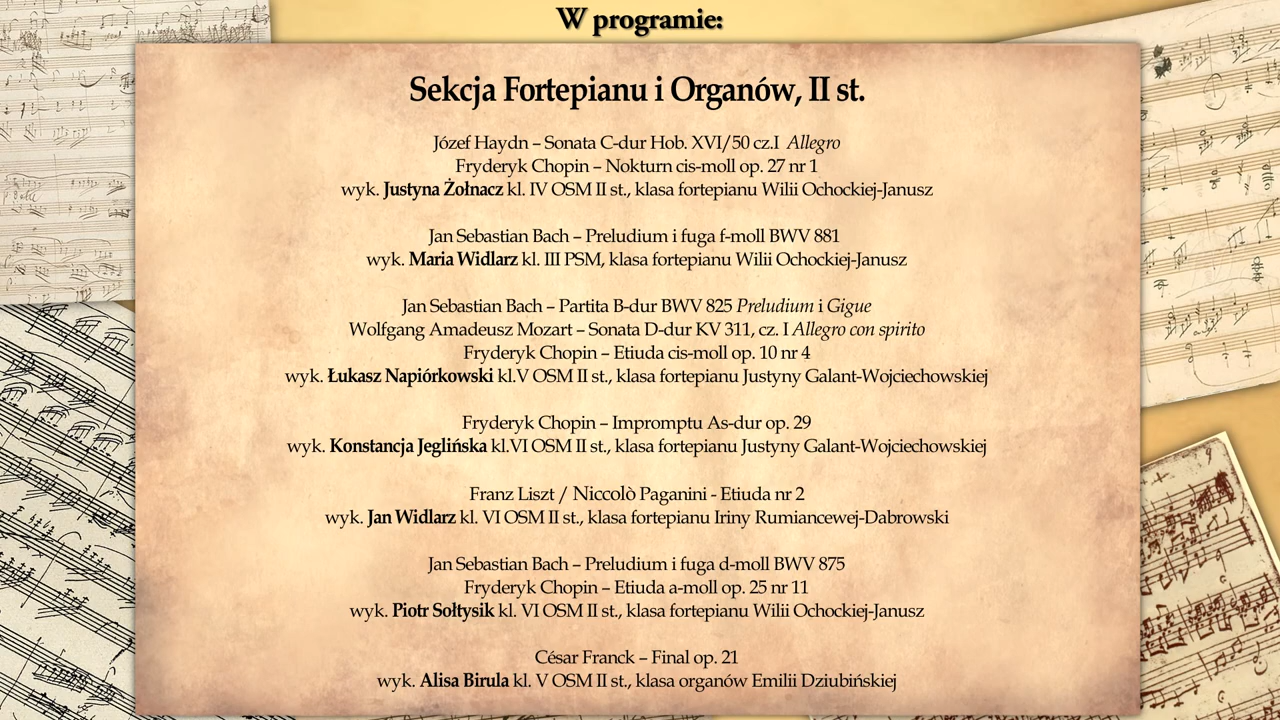 W programie:
Sekcja Fortepianu i Organów, II st.
Józef Haydn – Sonata C-dur Hob. XVI/50 cz.I Allegro
Fryderyk Chopin – Nokturn cis-moll op. 27 nr 1
wyk. Justyna Żołnacz kl. IV OSM II st., klasa fortepianu Wilii Ochockiej-Janusz
Jan Sebastian Bach – Preludium i fuga f-moll BWV 881
wyk. Maria Widlarz kl. III PSM, klasa fortepianu Wilii Ochockiej-Janusz
Jan Sebastian Bach – Partita B-dur BWV 825 Preludium i Gigue
Wolfgang Amadeusz Mozart – Sonata D-dur KV 311, cz. I Allegro con spirito
Fryderyk Chopin – Etiuda cis-moll op. 10 nr 4
wyk. Łukasz Napiórkowski kl.V OSM II st., klasa fortepianu Justyny Galant-Wojciechowskiej
Fryderyk Chopin – Impromptu As-dur op. 29
wyk. Konstancja Jeglińska kl.VI OSM II st., klasa fortepianu Justyny Galant-Wojciechowskiej
Franz Liszt / Niccolò Paganini - Etiuda nr 2
wyk. Jan Widlarz kl. VI OSM II st., klasa fortepianu Iriny Rumiancewej-Dabrowski
Jan Sebastian Bach – Preludium i fuga d-moll BWV 875
Fryderyk Chopin – Etiuda a-moll op. 25 nr 11
wyk. Piotr Sołtysik kl. VI OSM II st., klasa fortepianu Wilii Ochockiej-Janusz
César Franck – Final op. 21
wyk. Alisa Birula kl. V OSM II st., klasa organów Emilii Dziubińskiej